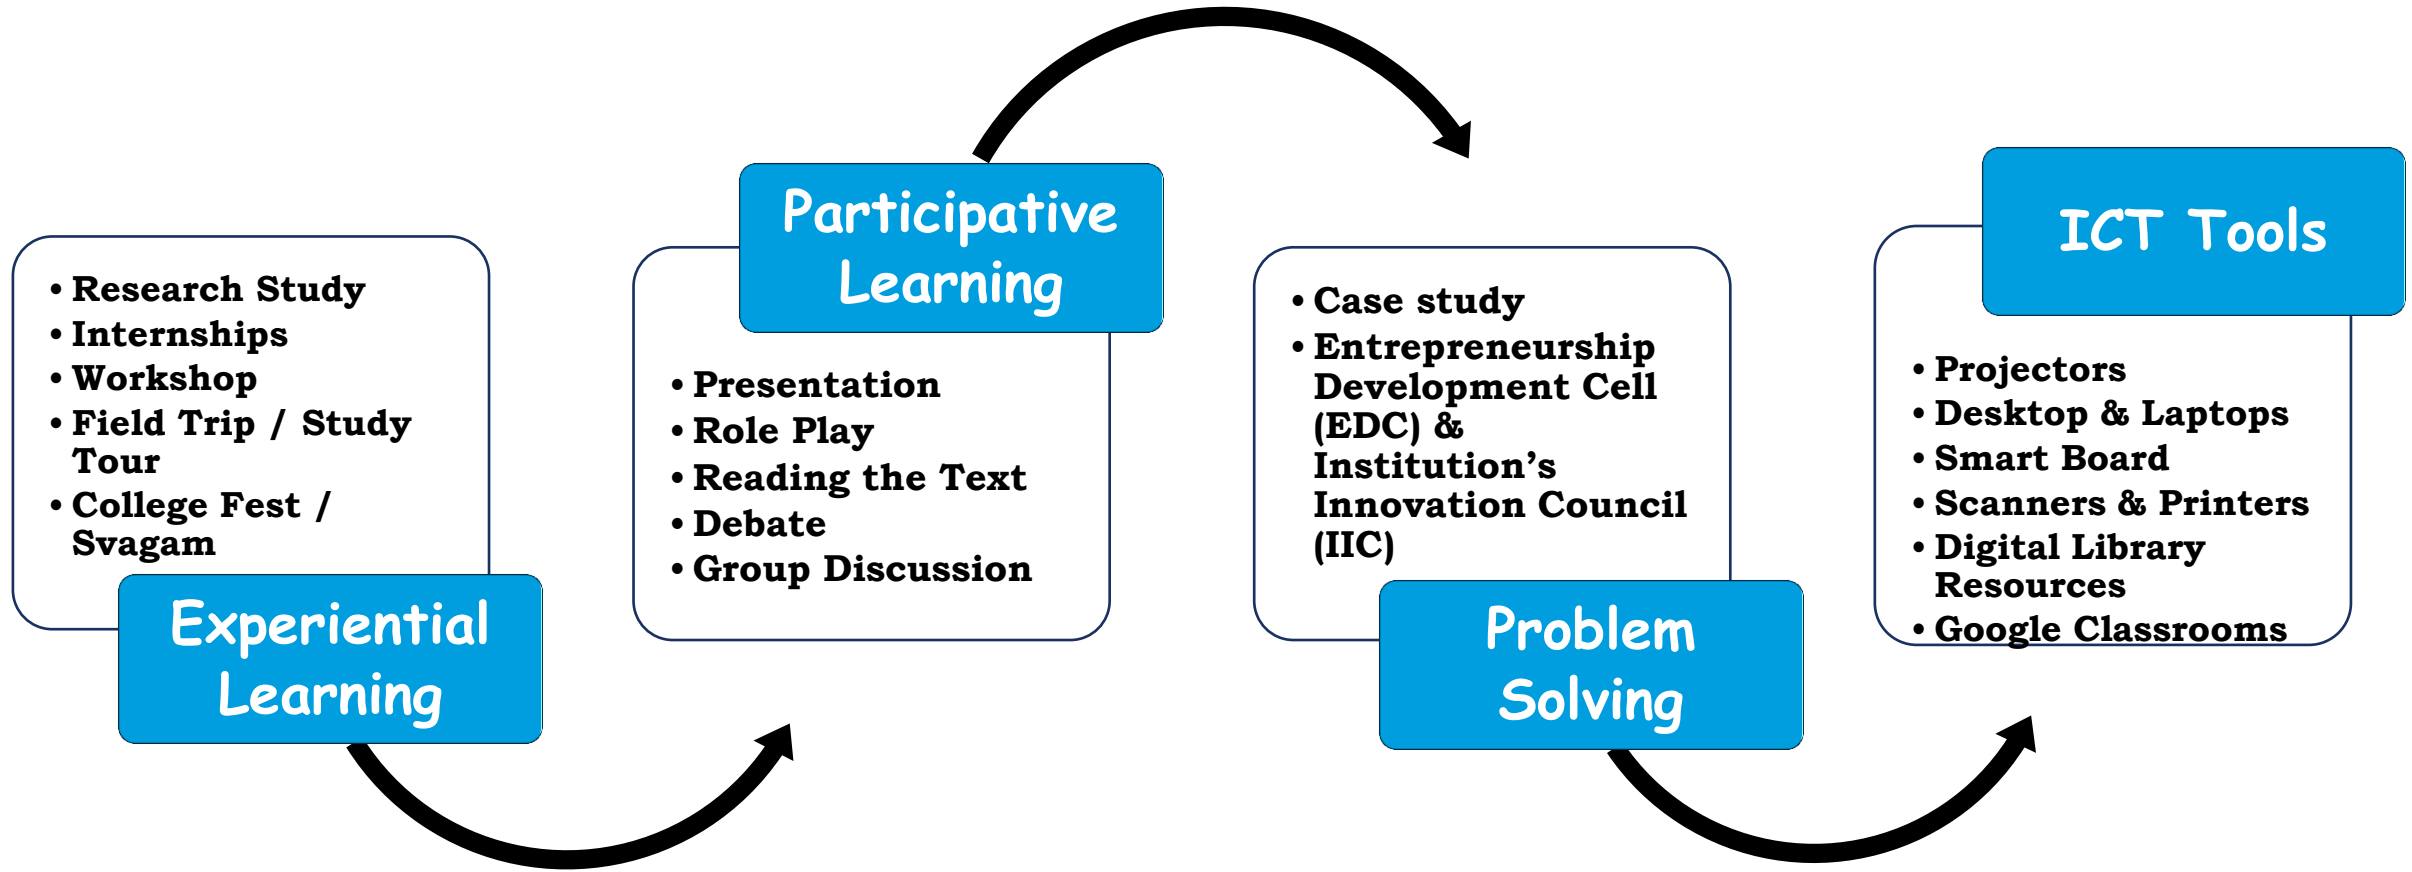 • Research Study
• Internships
• Workshop
• Field Trip / Study
Tour
• College Fest /
Svagam
Experiential
Learning
Participative
Learning
• Presentation
• Role Play
• Reading the Text
• Debate
• Group Discussion
• Case study
• Entrepreneurship
Development Cell
(EDC) &
Institution’s
Innovation Council
(IIC)
Problem
Solving
ICT Tools
• Projectors
• Desktop & Laptops
• Smart Board
• Scanners & Printers
• Digital Library
Resources
• Google Classrooms